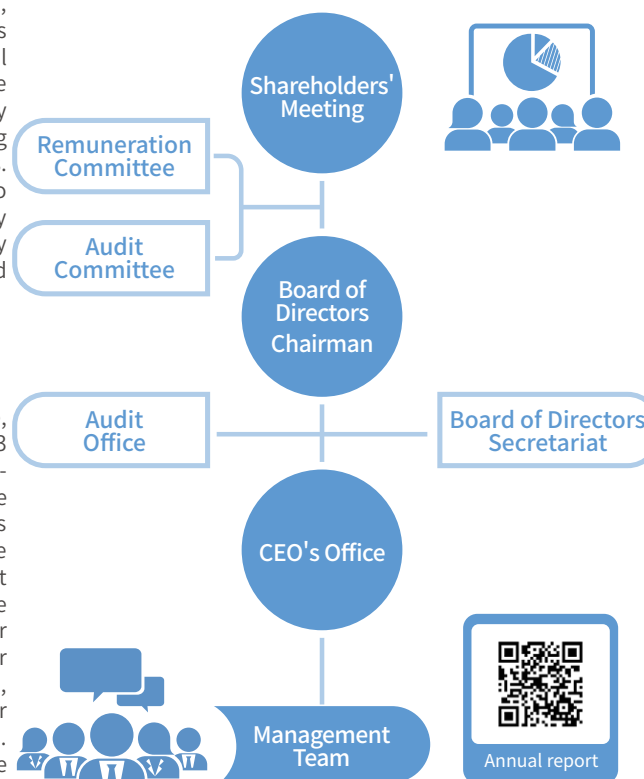 Shareholders'
Meeting
Remuneration
Committee
Audit
Committee
Board of
Directors
Chairman
Audit
Office
Board of Directors
Secretariat
CEO's Office
Management
Team
Annual report